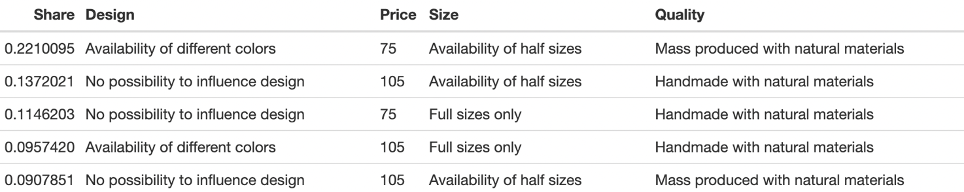 Share Design Price Size Quality
0.2210095 Availability of different colors 75 Availability of half sizes Mass produced with natural materials
0.1372021 No possibility to influence design 105 Availability of half sizes Handmade with natural materials
0.1146203 No possibility to influence design 75 Full sizes only Handmade with natural materials
0.0957420 Availability of different colors 105 Full sizes only Handmade with natural materials
0.0907851 No possibility to influence design 105 Availability of half sizes Mass produced with natural materials